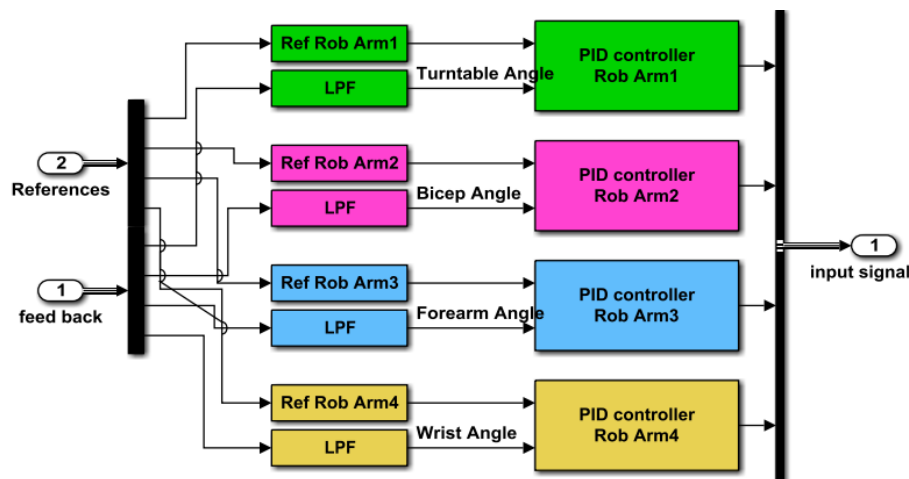 Ref Rob Arm1
LPF
Turntable Angle
PID controller
Rob Arm1
2
References
Ref Rob Arm2
LPF
Bicep Angle
PID controller
Rob Arm2
1
feed back
Ref Rob Arm3
LPF
Forearm Angle
PID controller
Rob Arm3
1
input signal
Ref Rob Arm4
LPF
Wrist Angle
PID controller
Rob Arm4